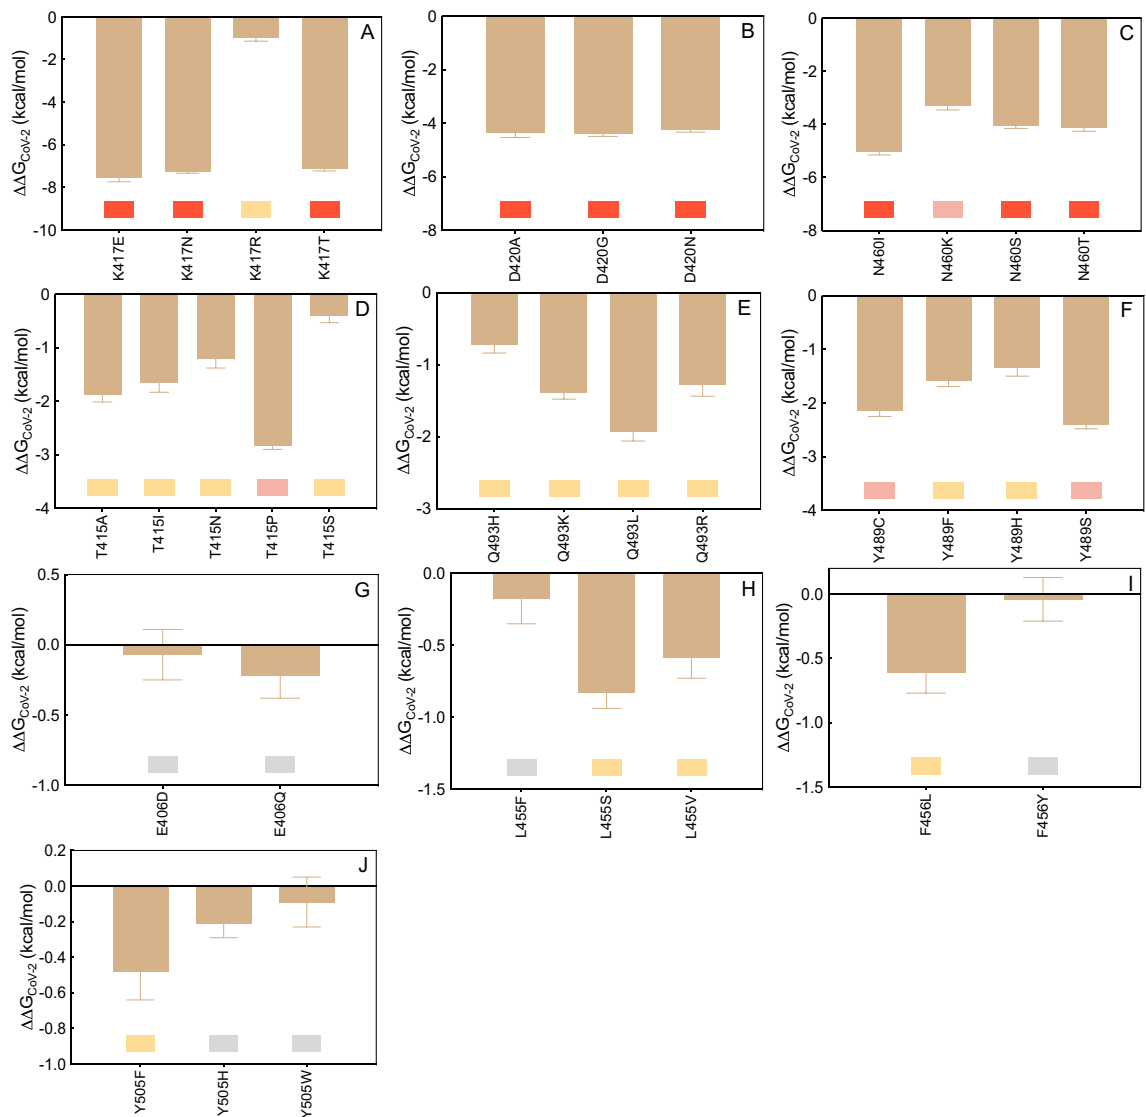 A
ΔΔG_CoV-2 (kcal/mol)
0
-2
-4
-6
-8
-10
K417E
K417N
K417R
K417T
B
ΔΔG_CoV-2 (kcal/mol)
0
-2
-4
-6
-8
D420A
D420G
D420N
C
ΔΔG_CoV-2 (kcal/mol)
0
-2
-4
-6
-8
N460I
N460K
N460S
N460T
D
ΔΔG_CoV-2 (kcal/mol)
0
-1
-2
-3
-4
T415A
T415I
T415N
T415P
T415S
E
ΔΔG_CoV-2 (kcal/mol)
0
-1
-2
-3
Q493H
Q493K
Q493L
Q493R
F
ΔΔG_CoV-2 (kcal/mol)
0
-1
-2
-3
-4
Y489C
Y489F
Y489H
Y489S
G
ΔΔG_CoV-2 (kcal/mol)
0.5
0.0
-0.5
-1.0
E406D
E406Q
H
ΔΔG_CoV-2 (kcal/mol)
0.0
-0.5
-1.0
-1.5
L455F
L455S
L455V
I
ΔΔG_CoV-2 (kcal/mol)
0.0
-0.5
-1.0
-1.5
F456L
F456Y
J
ΔΔG_CoV-2 (kcal/mol)
0.2
0.0
-0.2
-0.4
-0.6
-0.8
-1.0
Y505F
Y505H
Y505W